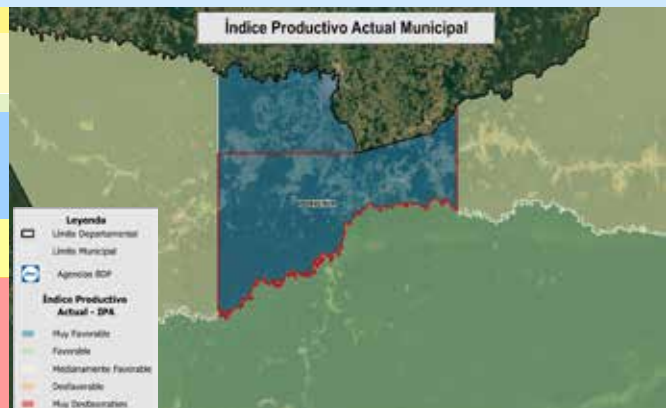 Índice Productivo Actual Municipal
Leyenda
Límite Departamental
Límite Municipal
Agencias BDP
Índice Productivo
Actual - IPA
Muy Favorable
Favorable
Medianamente Favorable
Desfavorable
Muy Desfavorables